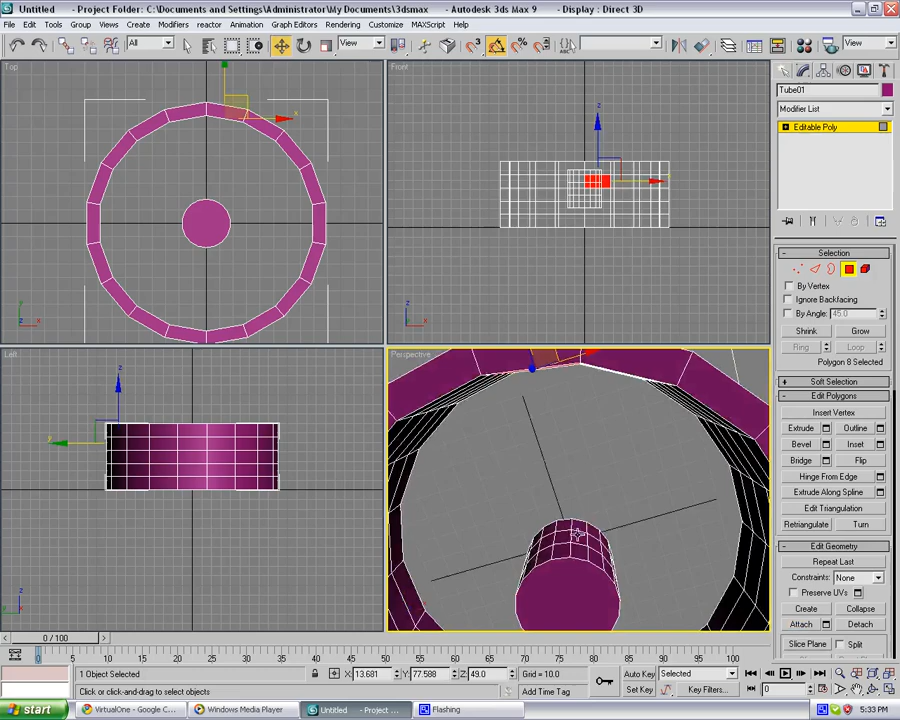 Untitled - Project Folder: C:\Documents and Settings\Administrator\My Documents\3dsmax - Autodesk 3ds Max 9 - Display : Direct 3D
File Edit Tools Group Views Create Modifiers reactor Animation Graph Editors Rendering Customize MAXScript Help
All View View
Top
Front
Tube01
Modifier List
Editable Poly
Selection
By Vertex
Ignore Backfacing
By Angle: 45.0
Shrink Grow
Ring Loop
Polygon 8 Selected
Soft Selection
Edit Polygons
Insert Vertex
Extrude Outline
Bevel Inset
Bridge Flip
Hinge From Edge
Extrude Along Spline
Edit Triangulation
Retriangulate Turn
Edit Geometry
Repeat Last
Constraints: None
Preserve UVs
Create Collapse
Attach Detach
Slice Plane Split
Left
Perspective
x
y
z
0 / 100
0 5 10 15 20 25 30 35 40 45 50 55 60 65 70 75 80 85 90 95 100
1 Object Selected X: 13.681 Y: 77.588 Z: 49.0 Grid = 10.0 Auto Key Selected
Click or click-and-drag to select objects Add Time Tag Set Key Key Filters... 0
start VirtualOne - Google C... Windows Media Player Untitled - Project ... Flashing 5:33 PM